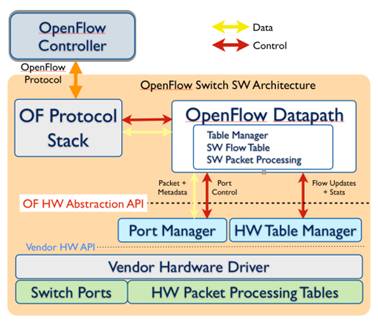 OpenFlow
Controller
Data
Control
OpenFlow
Protocol
OpenFlow Switch SW Architecture
OF Protocol
Stack
OpenFlow Datapath
Table Manager
SW Flow Table
SW Packet Processing
Packet +
Metadata
Port
Control
Flow Updates
+ Stats
OF HW Abstraction API
Port Manager
HW Table Manager
Vendor HW API
Vendor Hardware Driver
Switch Ports
HW Packet Processing Tables